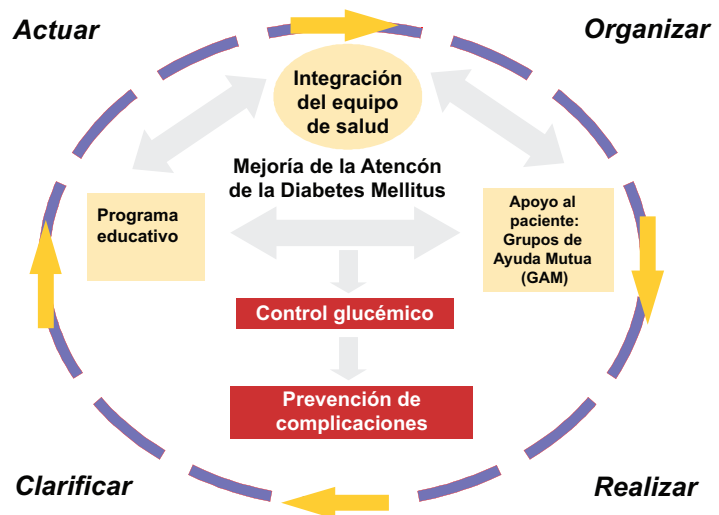 Actuar
Organizar
Integración
del equipo
de salud
Mejoría de la Atencón
de la Diabetes Mellitus
Programa
educativo
Apoyo al
paciente:
Grupos de
Ayuda Mutua
(GAM)
Control glucémico
Prevención de
complicaciones
Clarificar
Realizar